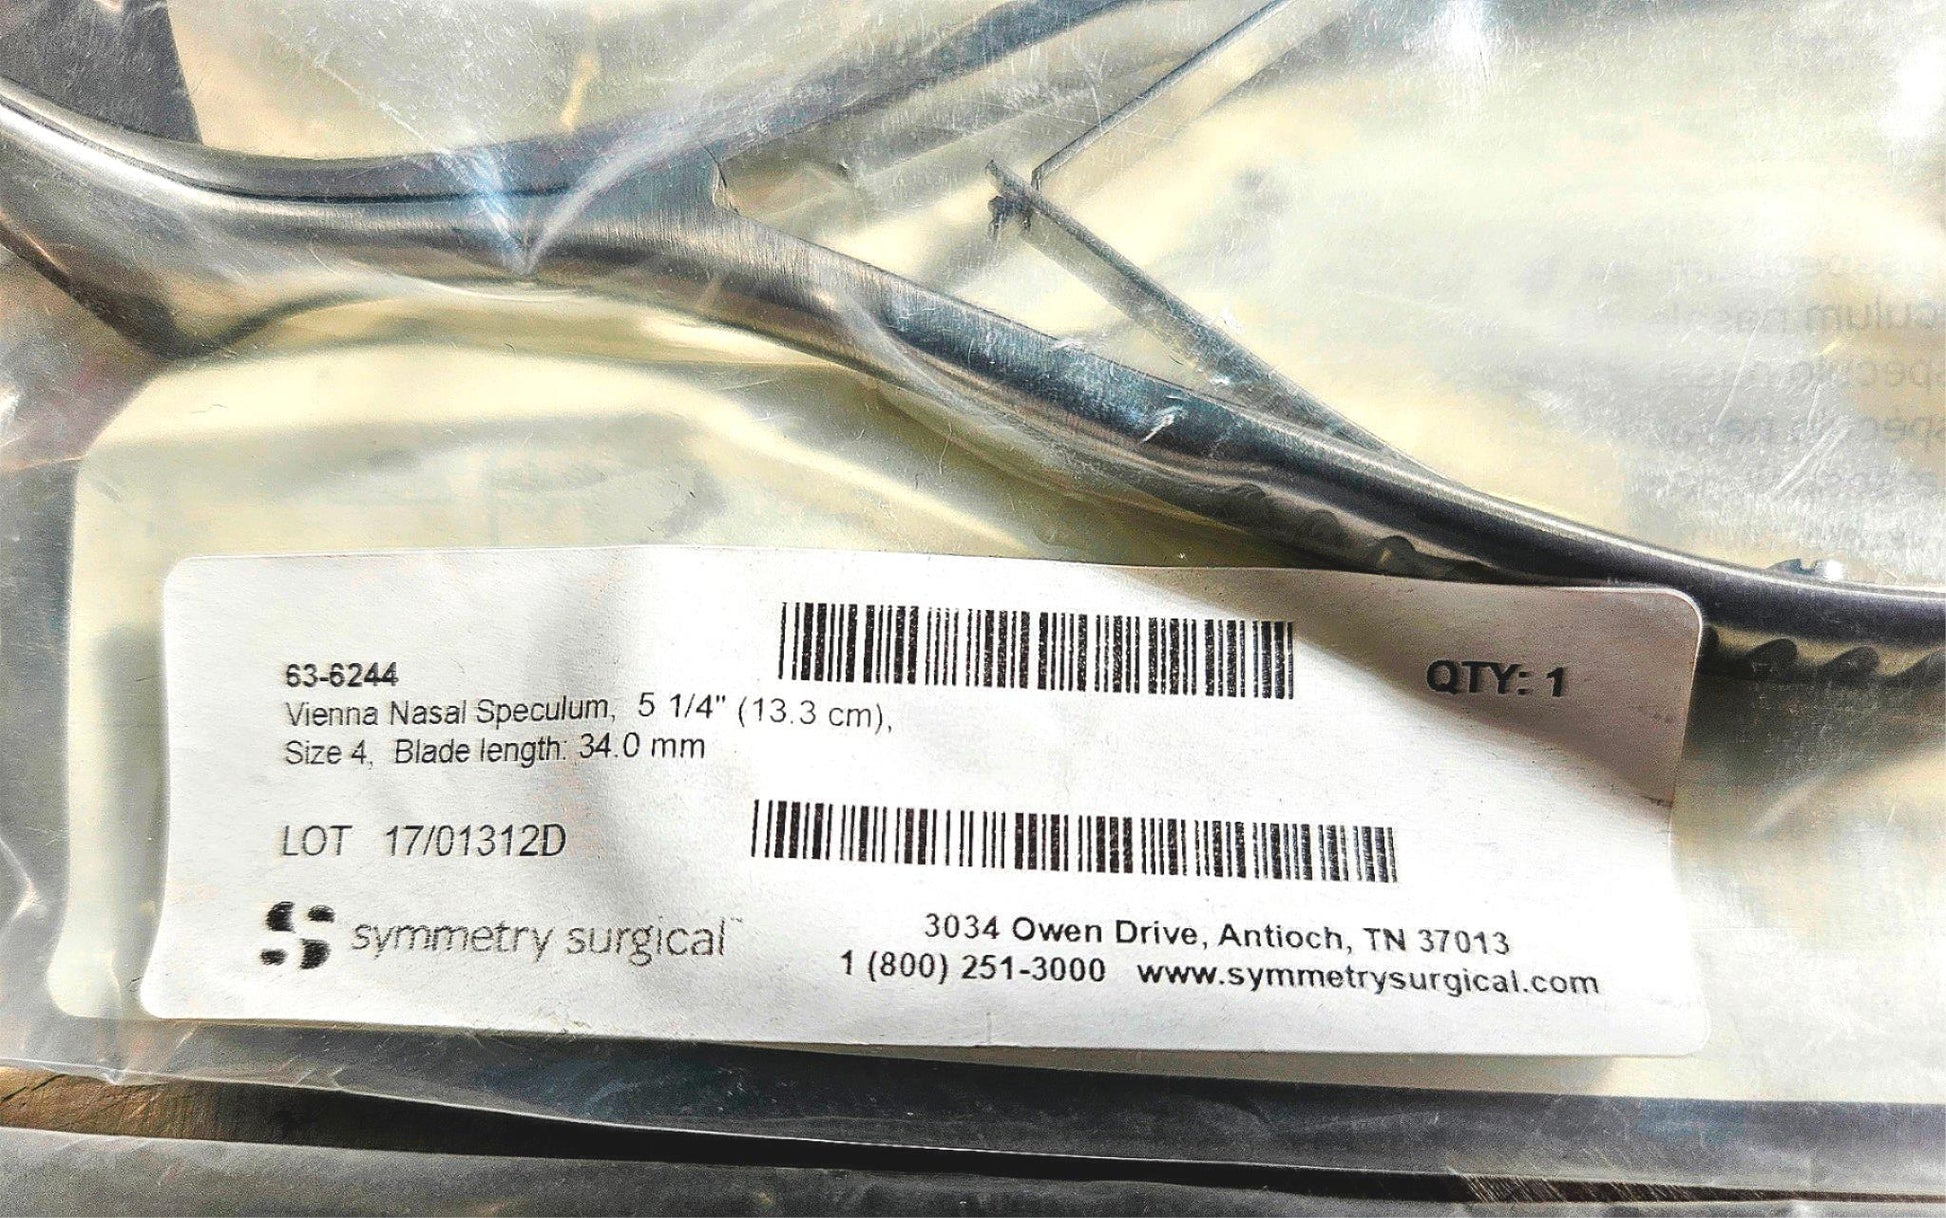 63-6244
QTY: 1
Vienna Nasal Speculum, 5 1/4" (13.3 cm),
Size 4, Blade length: 34.0 mm
LOT 17/01312D
symmetry surgical™
3034 Owen Drive, Antioch, TN 37013
1 (800) 251-3000 www.symmetrysurgical.com